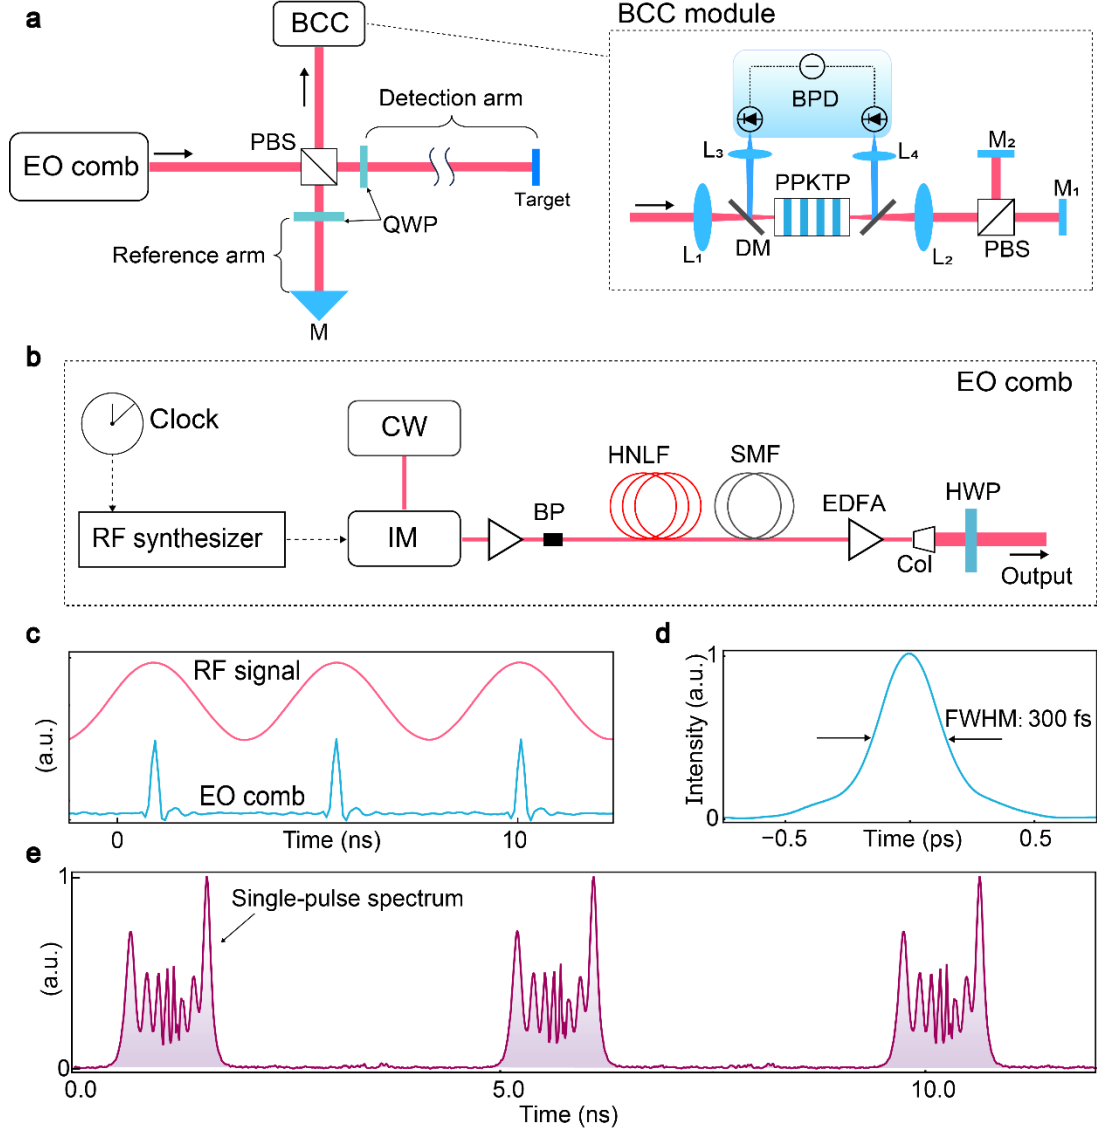 a
BCC
BCC module
EO comb
PBS
Detection arm
Target
QWP
Reference arm
M
BPD
L₃
L₄
M₂
M₁
PPKTP
L₁
DM
L₂
PBS
b
EO comb
Clock
CW
RF synthesizer
IM
BP
HNLF
SMF
EDFA
HWP
Col
Output
c
RF signal
EO comb
(a.u.)
0
10
Time (ns)
d
Intensity (a.u.)
1
0
FWHM: 300 fs
−0.5
0.5
Time (ps)
e
1
0
(a.u.)
Single-pulse spectrum
0.0
5.0
10.0
Time (ns)